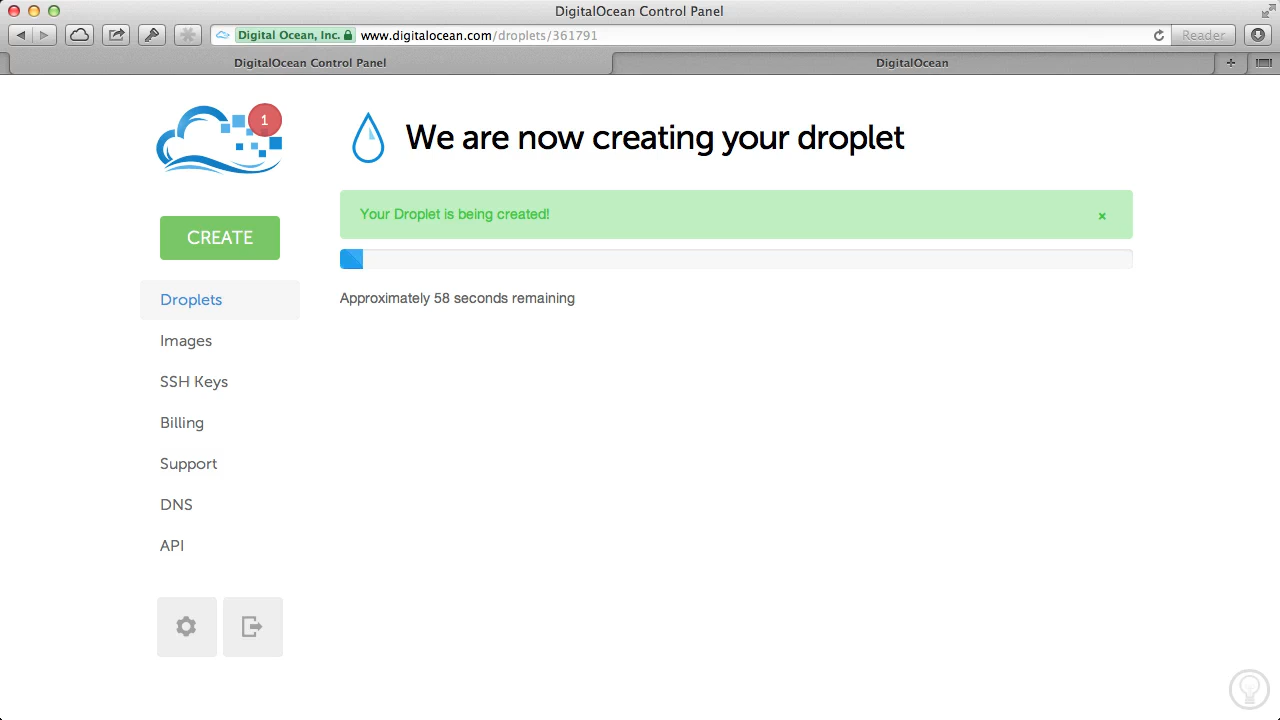 DigitalOcean Control Panel
Digital Ocean, Inc. www.digitalocean.com/droplets/361791
Reader
DigitalOcean Control Panel
DigitalOcean
+
1
We are now creating your droplet
Your Droplet is being created!
×
CREATE
Approximately 58 seconds remaining
Droplets
Images
SSH Keys
Billing
Support
DNS
API